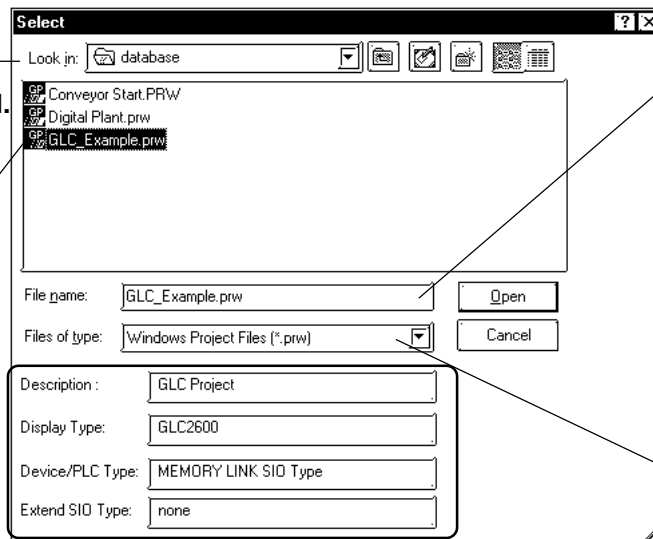 Select
Look in: database
Conveyor Start.PRW
Digital Plant.prw
GLC_Example.prw
File name: GLC_Example.prw Open
Files of type: Windows Project Files (*.prw) Cancel
Description : GLC Project
Display Type: GLC2600
Device/PLC Type: MEMORY LINK SIO Type
Extend SIO Type: none